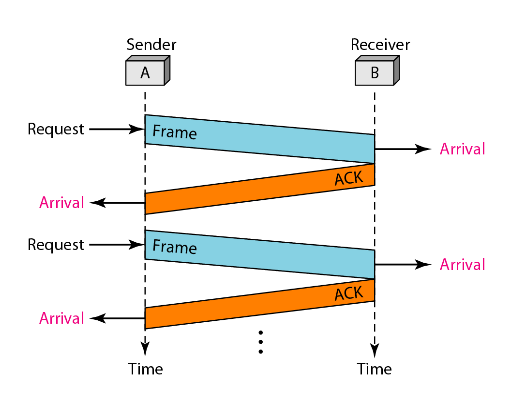 Sender
Receiver
A
B
Request
Frame
Arrival
ACK
Arrival
Request
Frame
Arrival
ACK
Arrival
Time
Time